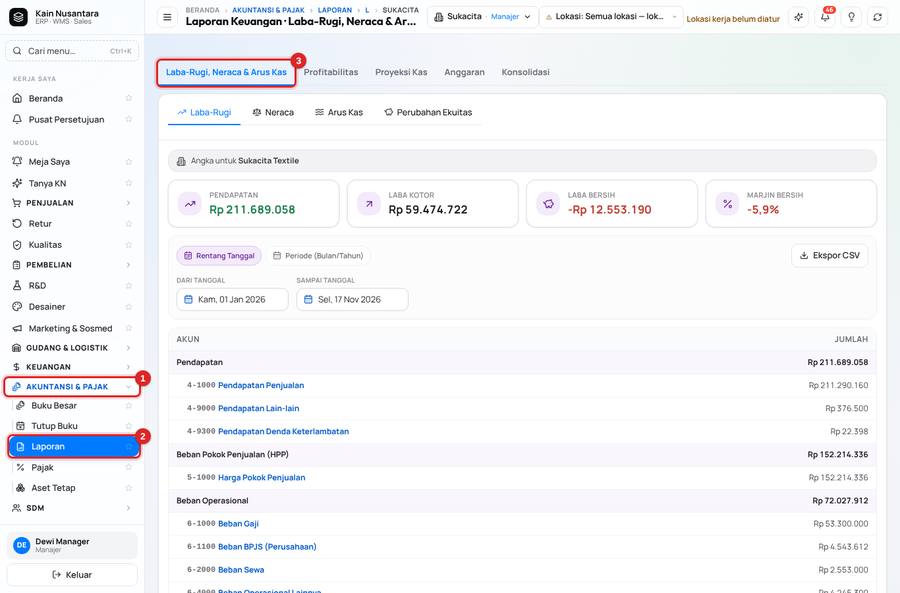 Kain Nusantara
ERP · WMS · Sales
Cari menu…
Ctrl+K
KERJA SAYA
Beranda
Pusat Persetujuan
MODUL
Meja Saya
Tanya KN
PENJUALAN
Retur
Kualitas
PEMBELIAN
R&D
Desainer
Marketing & Sosmed
GUDANG & LOGISTIK
KEUANGAN
AKUNTANSI & PAJAK
1
Buku Besar
Tutup Buku
2
Laporan
Pajak
Aset Tetap
SDM
DE
Dewi Manager
Manajer
Keluar
BERANDA › AKUNTANSI & PAJAK › LAPORAN › L › SUKACITA
Laporan Keuangan · Laba-Rugi, Neraca & Ar…
Sukacita · Manajer
Lokasi: Semua lokasi — lok…
Lokasi kerja belum diatur
46
3
Laba-Rugi, Neraca & Arus Kas
Profitabilitas
Proyeksi Kas
Anggaran
Konsolidasi
Laba-Rugi
Neraca
Arus Kas
Perubahan Ekuitas
Angka untuk Sukacita Textile
PENDAPATAN
Rp 211.689.058
LABA KOTOR
Rp 59.474.722
LABA BERSIH
-Rp 12.553.190
MARJIN BERSIH
-5,9%
Rentang Tanggal
Periode (Bulan/Tahun)
Ekspor CSV
DARI TANGGAL
SAMPAI TANGGAL
Kam, 01 Jan 2026
Sel, 17 Nov 2026
AKUN JUMLAH
Pendapatan Rp 211.689.058
4-1000 Pendapatan Penjualan Rp 211.290.160
4-9000 Pendapatan Lain-lain Rp 376.500
4-9300 Pendapatan Denda Keterlambatan Rp 22.398
Beban Pokok Penjualan (HPP) Rp 152.214.336
5-1000 Harga Pokok Penjualan Rp 152.214.336
Beban Operasional Rp 72.027.912
6-1000 Beban Gaji Rp 53.300.000
6-1100 Beban BPJS (Perusahaan) Rp 4.543.612
6-2000 Beban Sewa Rp 2.553.000